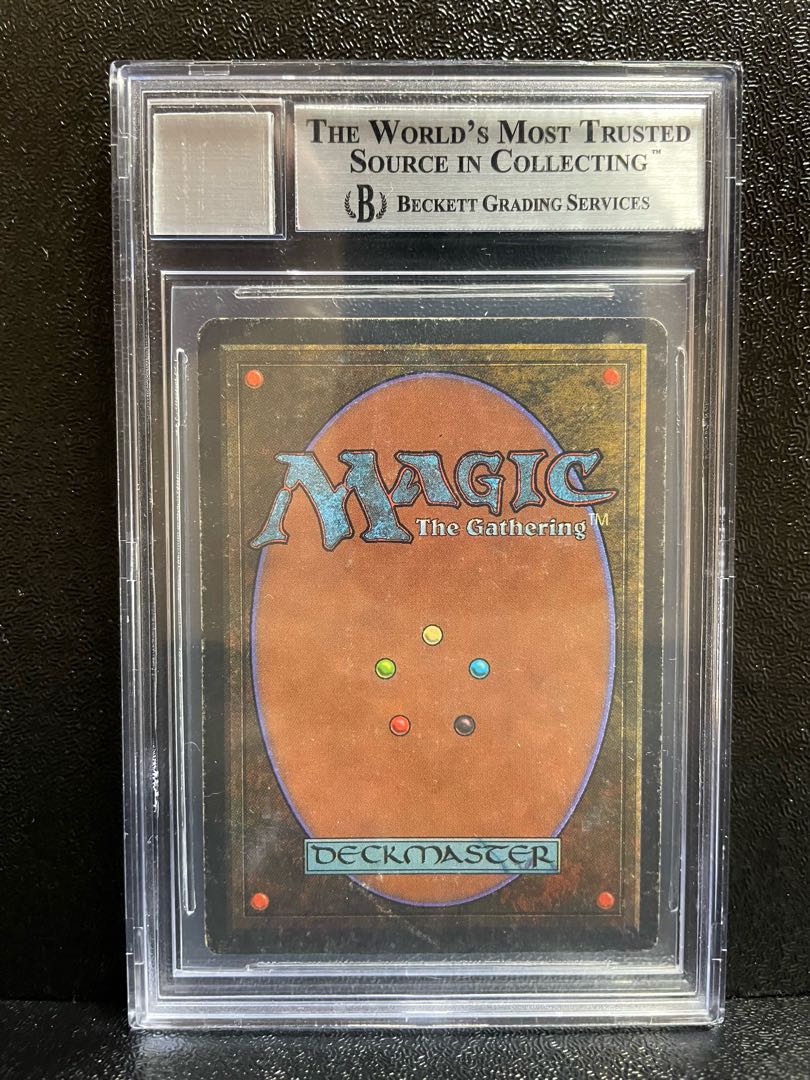 THE WORLD'S MOST TRUSTED
SOURCE IN COLLECTING™
B BECKETT GRADING SERVICES
MAGIC
The Gathering™
DECKMASTER